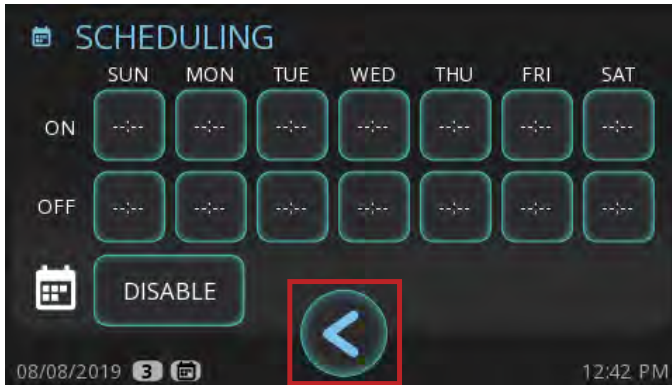 SCHEDULING
SUN MON TUE WED THU FRI SAT
ON --:-- --:-- --:-- --:-- --:-- --:-- --:--
OFF --:-- --:-- --:-- --:-- --:-- --:-- --:--
DISABLE
<
08/08/2019 3 12:42 PM